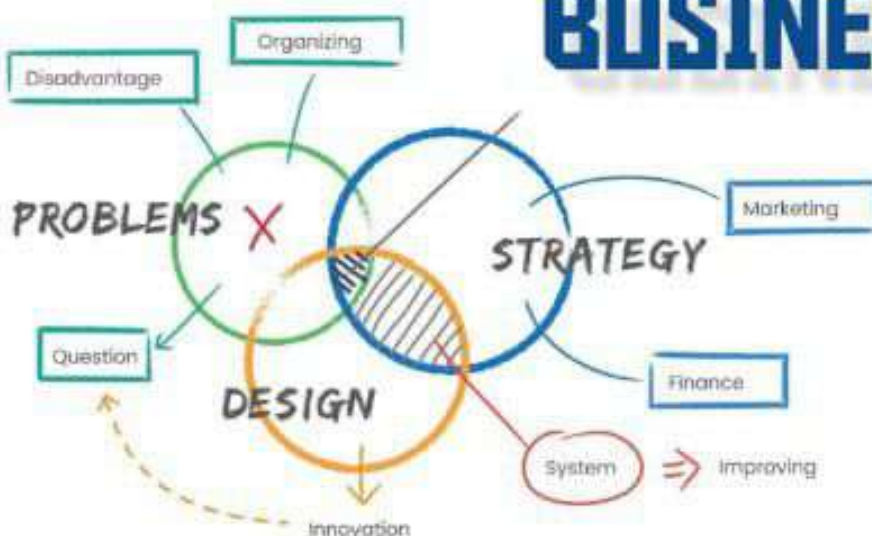 BUSINE
Organizing
Disadvantage
PROBLEMS
Marketing
STRATEGY
Question
Finance
DESIGN
System
Improving
Innovation